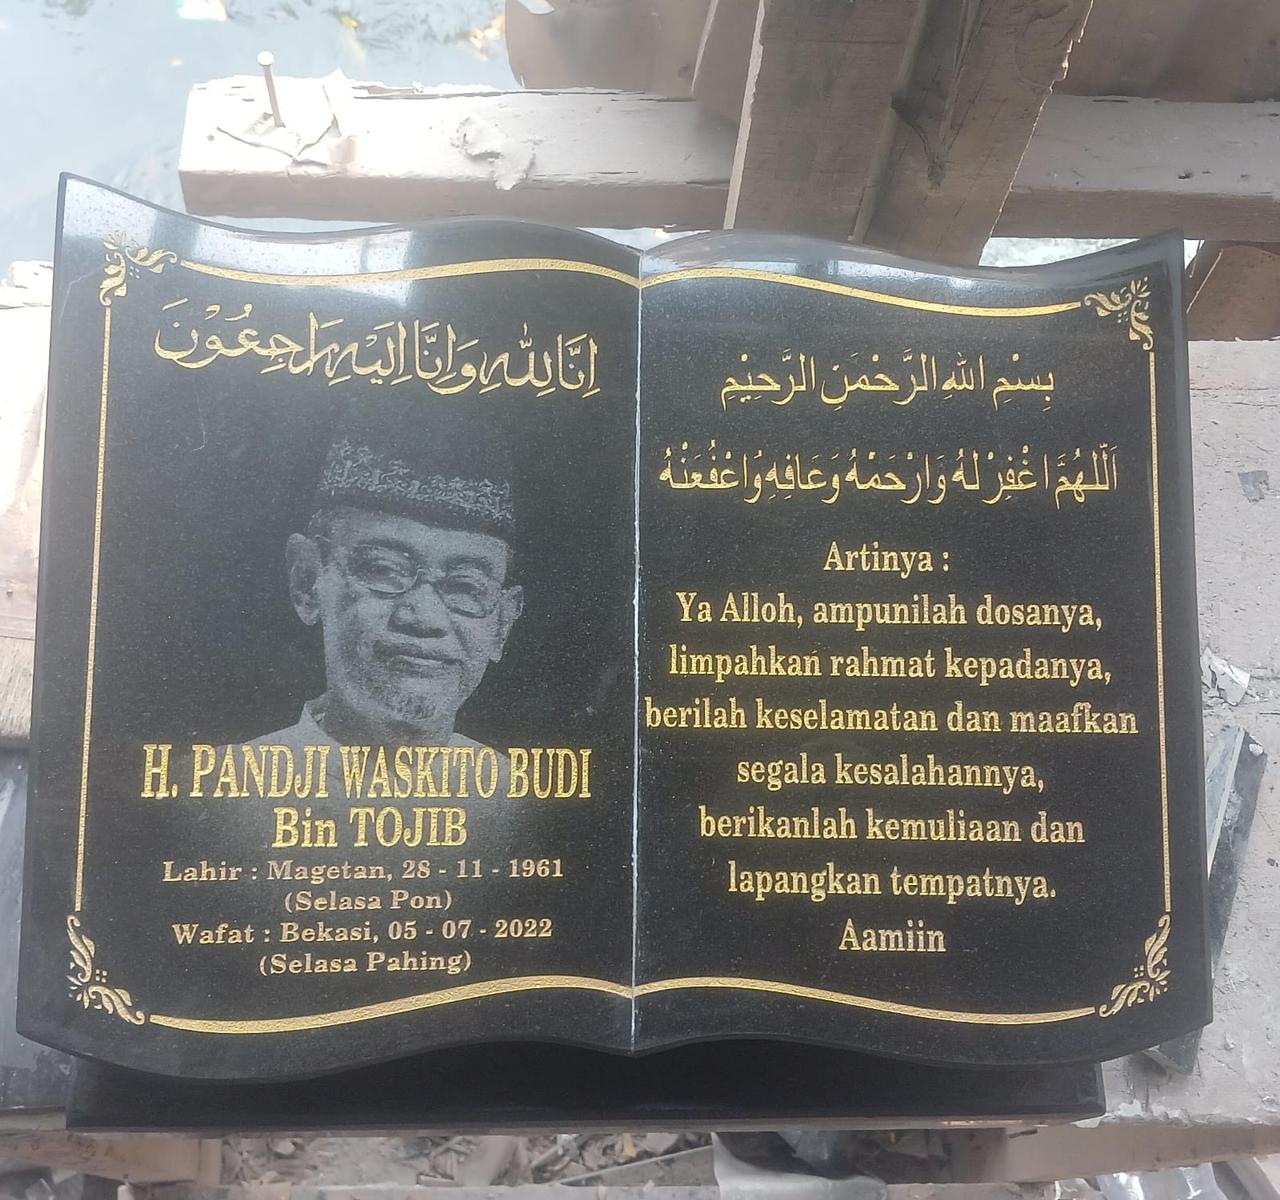 اِنَّا لِلّٰهِ وَاِنَّا اِلَيْهِ رَاجِعُوْنَ
H. PANDJI WASKITO BUDI
Bin TOJIB
Lahir : Magetan, 28 - 11 - 1961
(Selasa Pon)
Wafat : Bekasi, 05 - 07 - 2022
(Selasa Pahing)
بِسْمِ اللهِ الرَّحْمَنِ الرَّحِيْمِ
اَللّٰهُمَّ اغْفِرْ لَهُ وَارْحَمْهُ وَعَافِهِ وَاعْفُ عَنْهُ
Artinya :
Ya Alloh, ampunilah dosanya,
limpahkan rahmat kepadanya,
berilah keselamatan dan maafkan
segala kesalahannya,
berikanlah kemuliaan dan
lapangkan tempatnya.
Aamiin